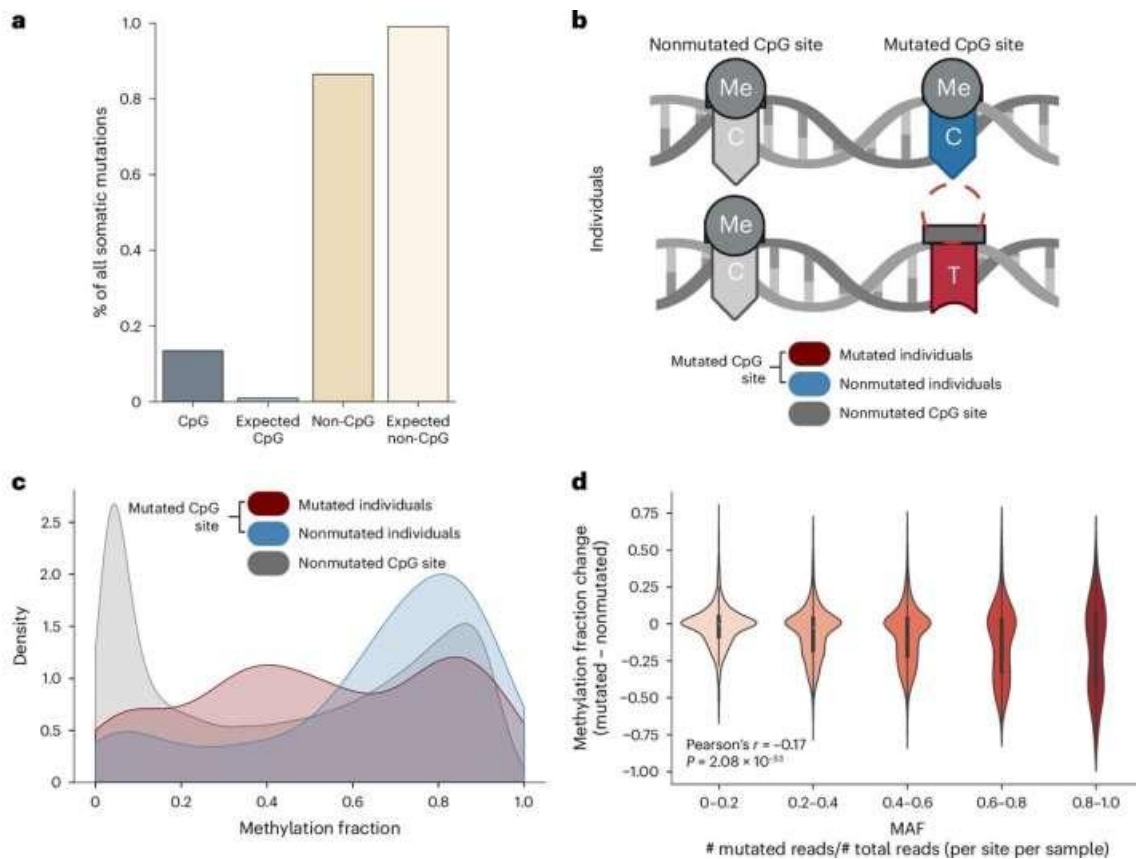 a
% of all somatic mutations
1.0
0.8
0.6
0.4
0.2
0
CpG
Expected
CpG
Non-CpG
Expected
non-CpG
b
Individuals
Nonmutated CpG site
Mutated CpG site
Me
Me
C
C
Me
C
T
Mutated CpG
site
Mutated individuals
Nonmutated individuals
Nonmutated CpG site
c
Density
2.5
2.0
1.5
1.0
0.5
0
Mutated CpG
site
Mutated individuals
Nonmutated individuals
Nonmutated CpG site
0
0.2
0.4
0.6
0.8
1.0
Methylation fraction
d
Methylation fraction change
(mutated – nonmutated)
0.75
0.50
0.25
0
−0.25
−0.50
−0.75
−1.00
Pearson's r = −0.17
P = 2.08 × 10⁻⁵³
0–0.2
0.2–0.4
0.4–0.6
0.6–0.8
0.8–1.0
MAF
# mutated reads/# total reads (per site per sample)